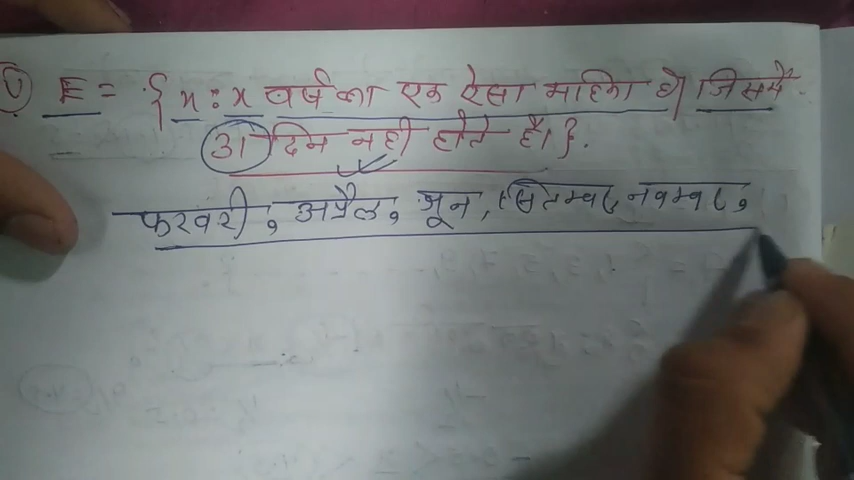 (v) E = { x : x वर्ष का एक ऐसा महिना है। जिसमें
31 दिन नही होते है। }.
फरवरी, अप्रैल, जून, सितम्बर, नवम्बर,